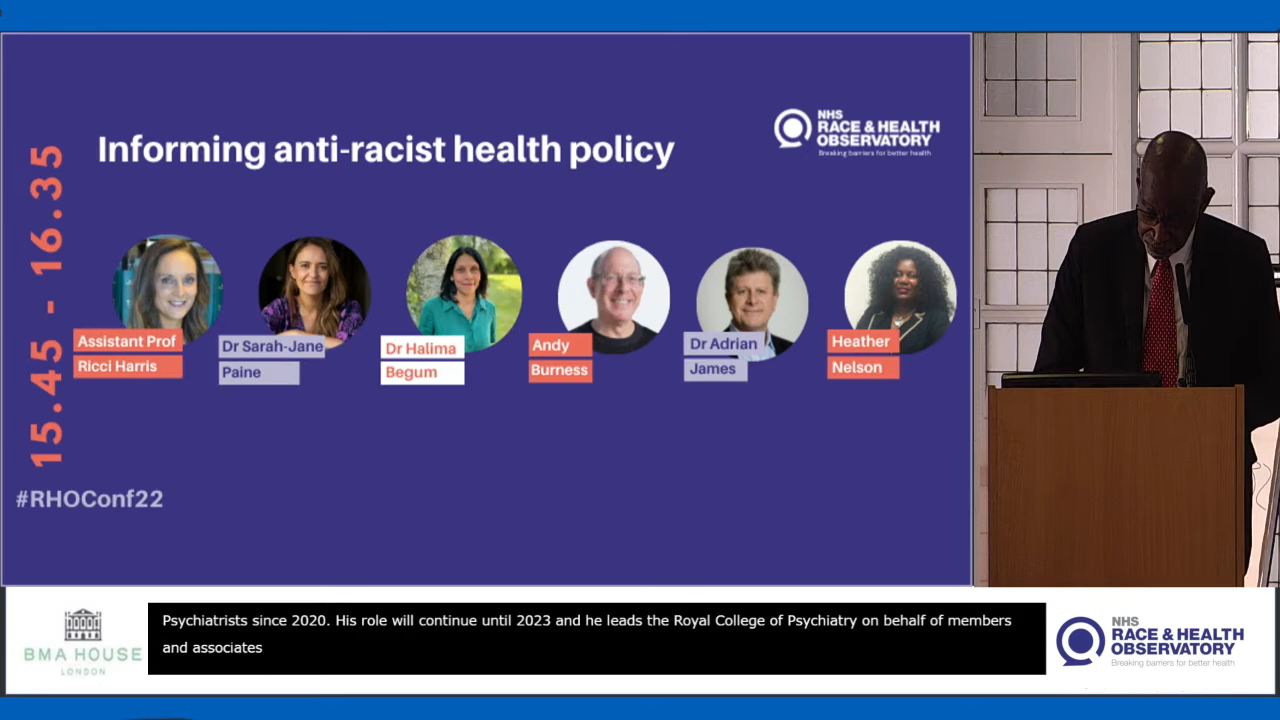 Informing anti-racist health policy
NHS
RACE & HEALTH
OBSERVATORY
Breaking barriers for better health
15.45 - 16.35
Assistant Prof
Ricci Harris
Dr Sarah-Jane
Paine
Dr Halima
Begum
Andy
Burness
Dr Adrian
James
Heather
Nelson
#RHOConf22
BMA HOUSE
LONDON
Psychiatrists since 2020. His role will continue until 2023 and he leads the Royal College of Psychiatry on behalf of members
and associates
NHS
RACE & HEALTH
OBSERVATORY
Breaking barriers for better health